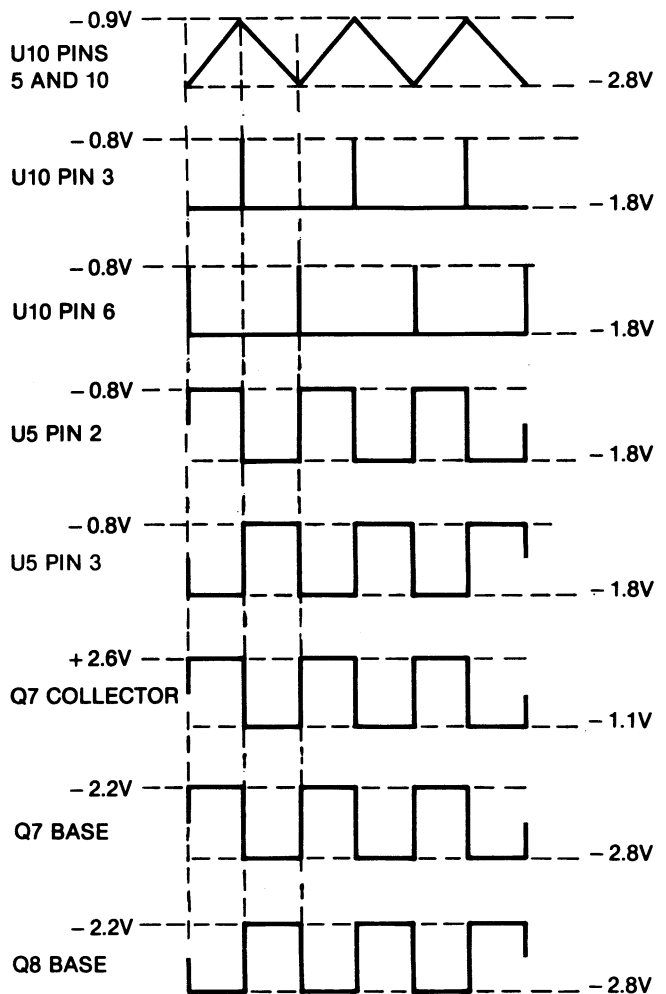 – 0.9V
U10 PINS
5 AND 10
– 2.8V
– 0.8V
U10 PIN 3
– 1.8V
– 0.8V
U10 PIN 6
– 1.8V
– 0.8V
U5 PIN 2
– 1.8V
– 0.8V
U5 PIN 3
– 1.8V
+ 2.6V
Q7 COLLECTOR
– 1.1V
– 2.2V
Q7 BASE
– 2.8V
– 2.2V
Q8 BASE
– 2.8V